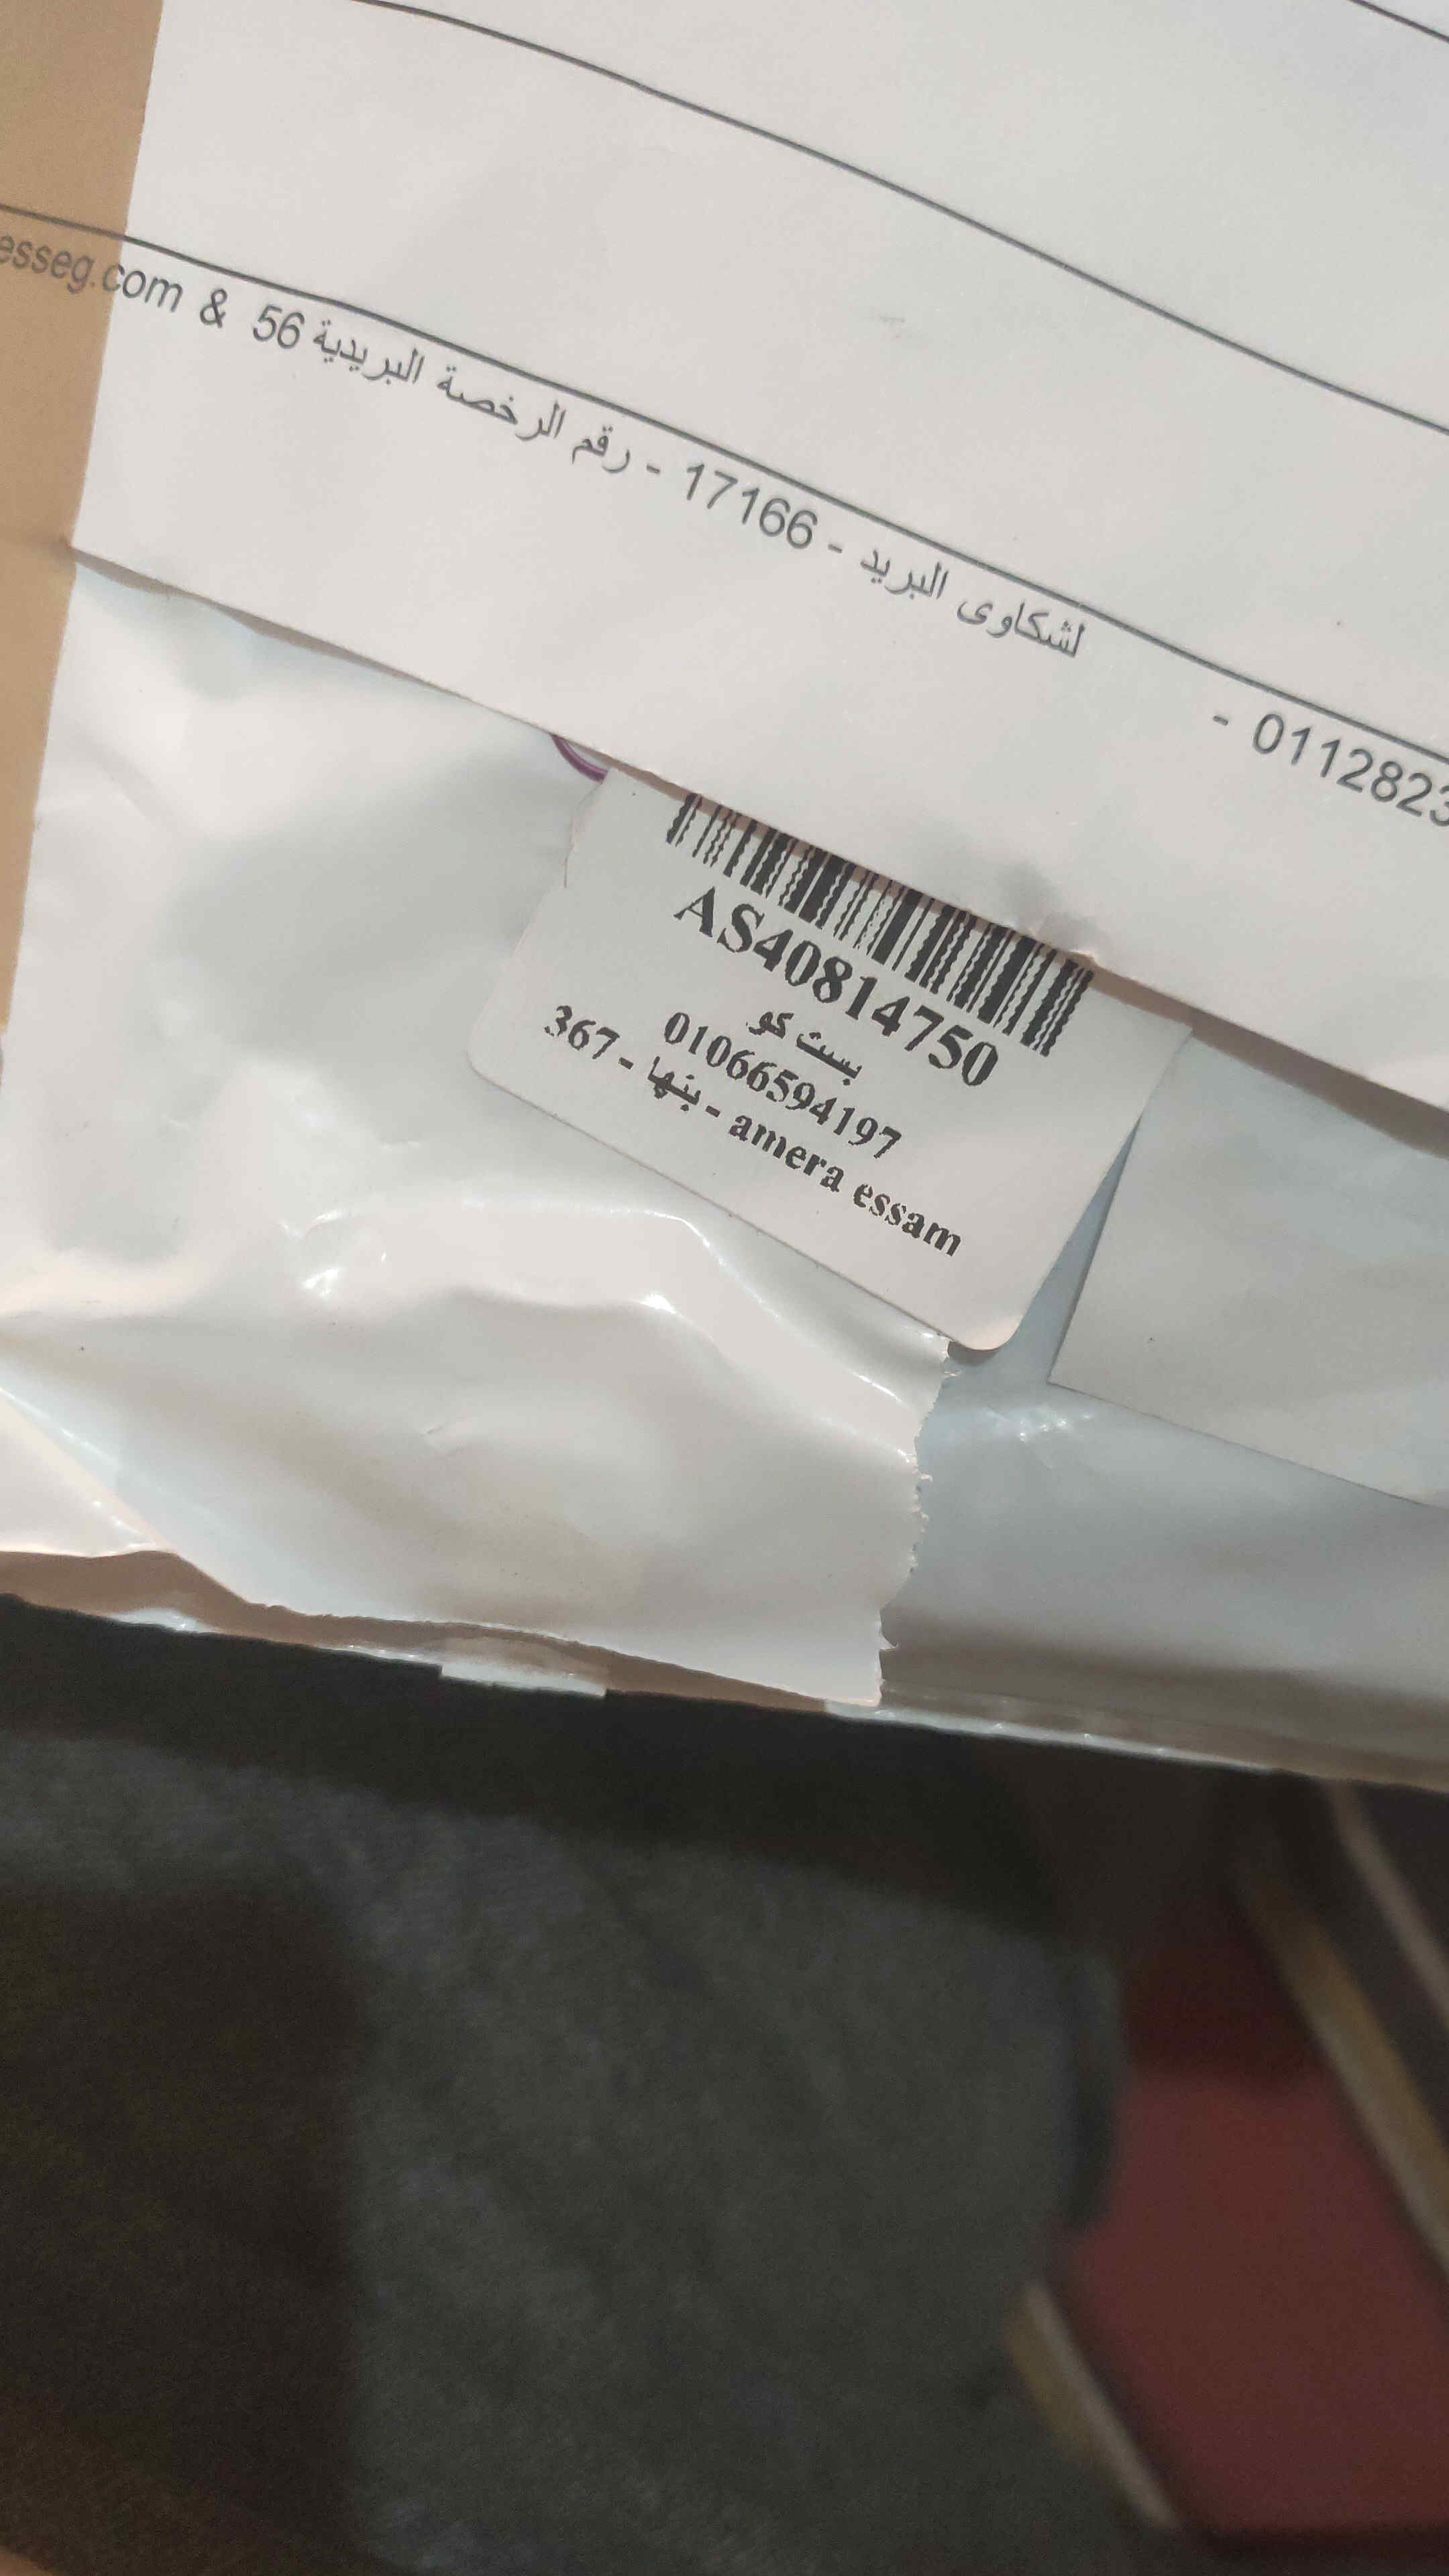 esseg.com & 56 لشكاوى البريد - 17166 - رقم الرخصة البريدية
- 0112823
AS40814750
بست كو
01066594197
367 - بنها - amera essam